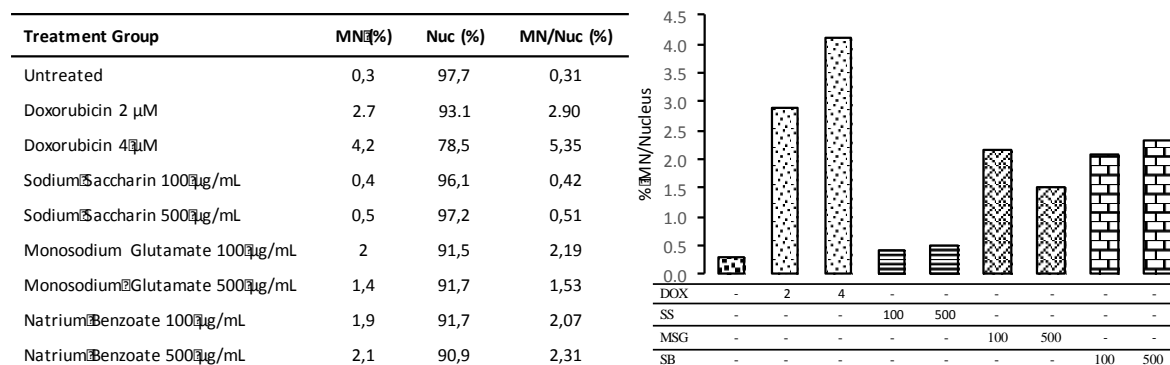 Treatment Group MN (%) Nuc (%) MN/Nuc (%)
Untreated 0,3 97,7 0,31
Doxorubicin 2 µM 2.7 93.1 2.90
Doxorubicin 4 µM 4,2 78,5 5,35
Sodium Saccharin 100 µg/mL 0,4 96,1 0,42
Sodium Saccharin 500 µg/mL 0,5 97,2 0,51
Monosodium Glutamate 100 µg/mL 2 91,5 2,19
Monosodium Glutamate 500 µg/mL 1,4 91,7 1,53
Natrium Benzoate 100 µg/mL 1,9 91,7 2,07
Natrium Benzoate 500 µg/mL 2,1 90,9 2,31
% MN/Nucleus
4.5
4.0
3.5
3.0
2.5
2.0
1.5
1.0
0.5
0.0
DOX - 2 4 - - - - - -
SS - - - 100 500 - - - -
MSG - - - - - 100 500 - -
SB - - - - - - - 100 500